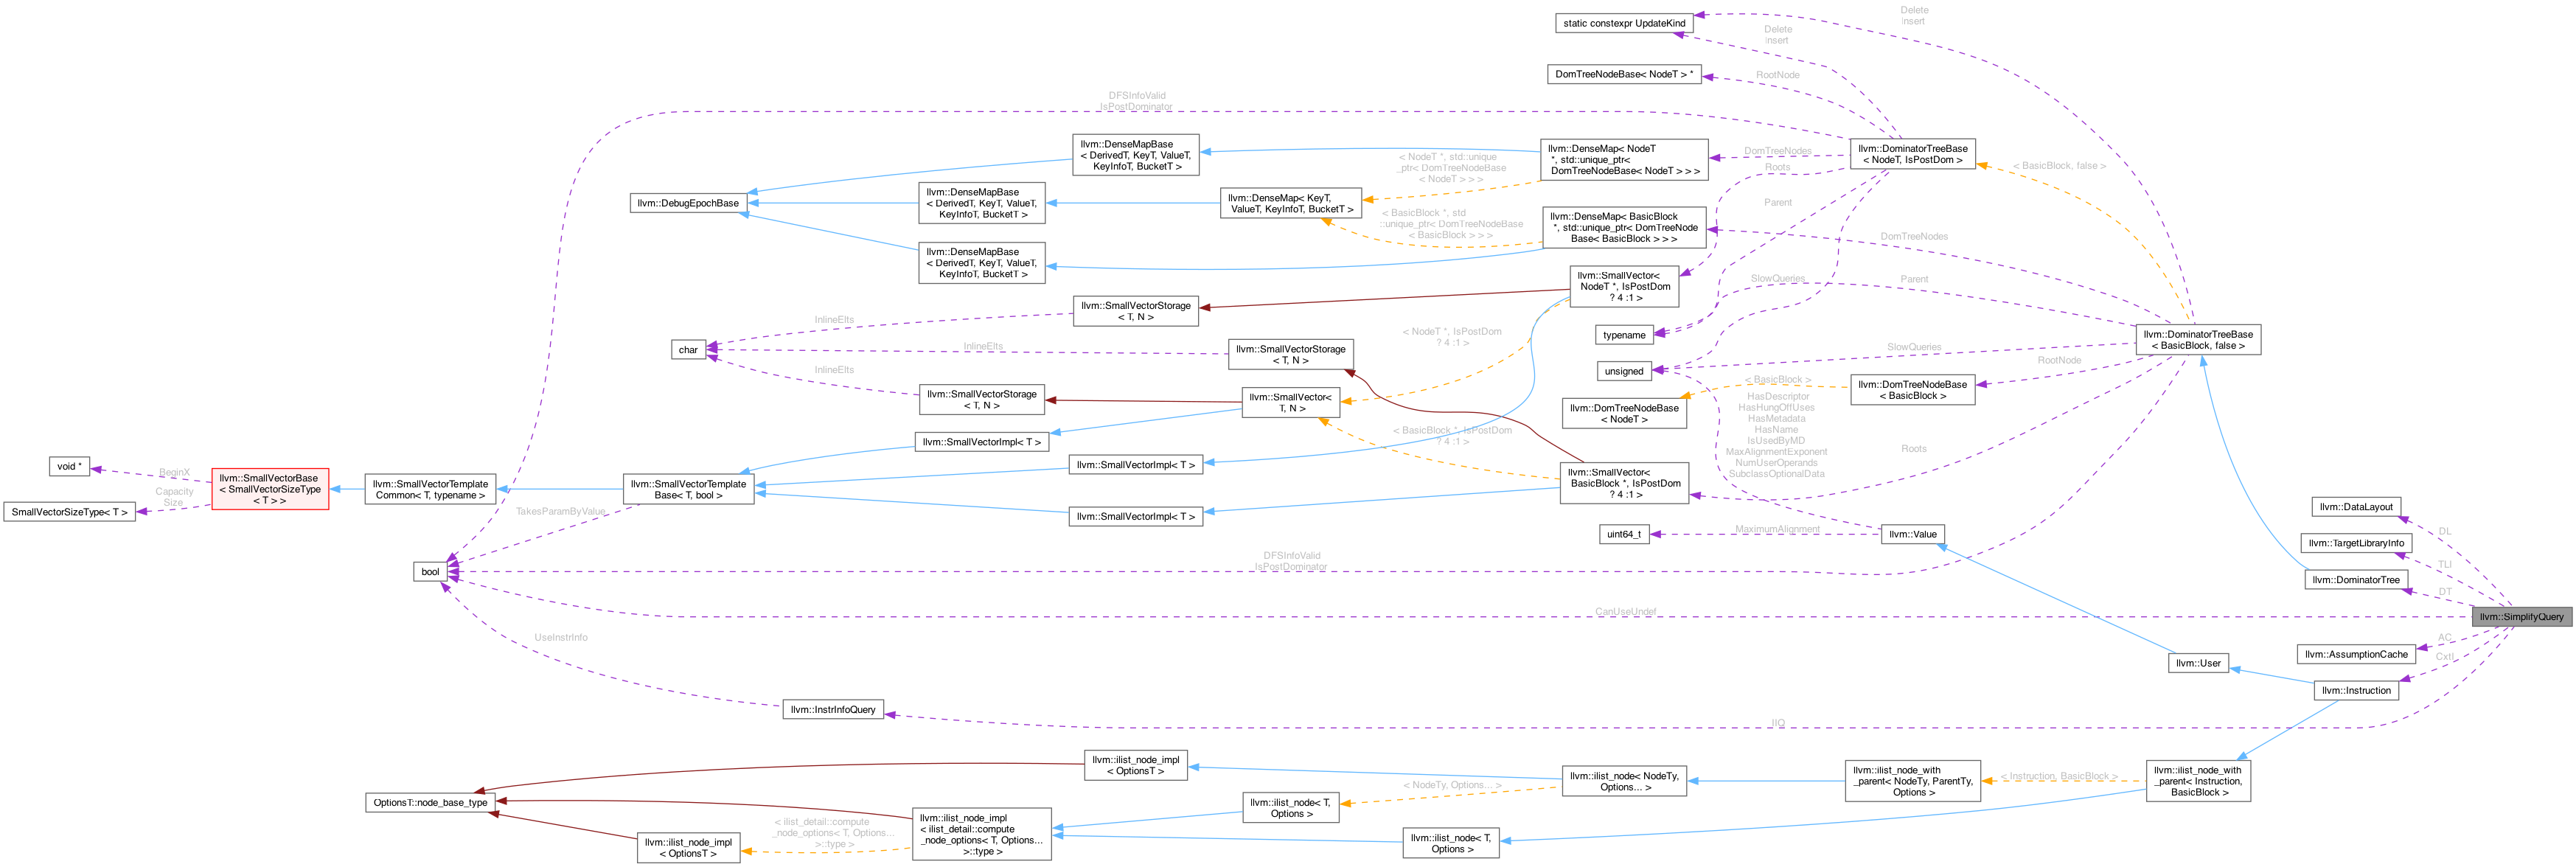 static constexpr UpdateKind
Delete
Insert
Delete
Insert
DomTreeNodeBase< NodeT > *
RootNode
DFSInfoValid
IsPostDominator
llvm::DenseMapBase
< DerivedT, KeyT, ValueT,
KeyInfoT, BucketT >
llvm::DenseMap< NodeT
*, std::unique_ptr<
DomTreeNodeBase< NodeT > > >
DomTreeNodes
llvm::DominatorTreeBase
< NodeT, IsPostDom >
< NodeT *, std::unique
_ptr< DomTreeNodeBase
< NodeT > > >
Roots
< BasicBlock, false >
llvm::DebugEpochBase
llvm::DenseMapBase
< DerivedT, KeyT, ValueT,
KeyInfoT, BucketT >
llvm::DenseMap< KeyT,
ValueT, KeyInfoT, BucketT >
< BasicBlock *, std
::unique_ptr< DomTreeNodeBase
< BasicBlock > > >
llvm::DenseMap< BasicBlock
*, std::unique_ptr< DomTreeNode
Base< BasicBlock > > >
Parent
DomTreeNodes
llvm::DenseMapBase
< DerivedT, KeyT, ValueT,
KeyInfoT, BucketT >
llvm::SmallVector<
NodeT *, IsPostDom
? 4 :1 >
SlowQueries
Parent
llvm::SmallVectorStorage
< T, N >
InlineElts
char
InlineElts
llvm::SmallVectorStorage
< T, N >
< NodeT *, IsPostDom
? 4 :1 >
typename
llvm::DominatorTreeBase
< BasicBlock, false >
unsigned
SlowQueries
RootNode
InlineElts
llvm::SmallVectorStorage
< T, N >
llvm::SmallVector<
T, N >
llvm::DomTreeNodeBase
< NodeT >
< BasicBlock >
llvm::DomTreeNodeBase
< BasicBlock >
HasDescriptor
HasHungOffUses
HasMetadata
HasName
IsUsedByMD
MaxAlignmentExponent
NumUserOperands
SubclassOptionalData
llvm::SmallVectorImpl< T >
< BasicBlock *, IsPostDom
? 4 :1 >
Roots
void *
BeginX
Capacity
Size
SmallVectorSizeType< T >
llvm::SmallVectorBase
< SmallVectorSizeType
< T > >
llvm::SmallVectorTemplate
Common< T, typename >
llvm::SmallVectorTemplate
Base< T, bool >
llvm::SmallVectorImpl< T >
llvm::SmallVector<
BasicBlock *, IsPostDom
? 4 :1 >
TakesParamByValue
llvm::SmallVectorImpl< T >
uint64_t
MaximumAlignment
llvm::Value
llvm::DataLayout
DL
llvm::TargetLibraryInfo
TLI
bool
DFSInfoValid
IsPostDominator
llvm::DominatorTree
DT
CanUseUndef
llvm::SimplifyQuery
UseInstrInfo
AC
llvm::AssumptionCache
CxtI
llvm::User
llvm::Instruction
llvm::InstrInfoQuery
IIQ
llvm::ilist_node_impl
< OptionsT >
llvm::ilist_node< NodeTy,
Options... >
llvm::ilist_node_with
_parent< NodeTy, ParentTy,
Options >
< Instruction, BasicBlock >
llvm::ilist_node_with
_parent< Instruction,
BasicBlock >
OptionsT::node_base_type
< NodeTy, Options... >
llvm::ilist_node< T,
Options >
< ilist_detail::compute
_node_options< T, Options...
>::type >
llvm::ilist_node_impl
< ilist_detail::compute
_node_options< T, Options...
>::type >
llvm::ilist_node_impl
< OptionsT >
llvm::ilist_node< T,
Options >